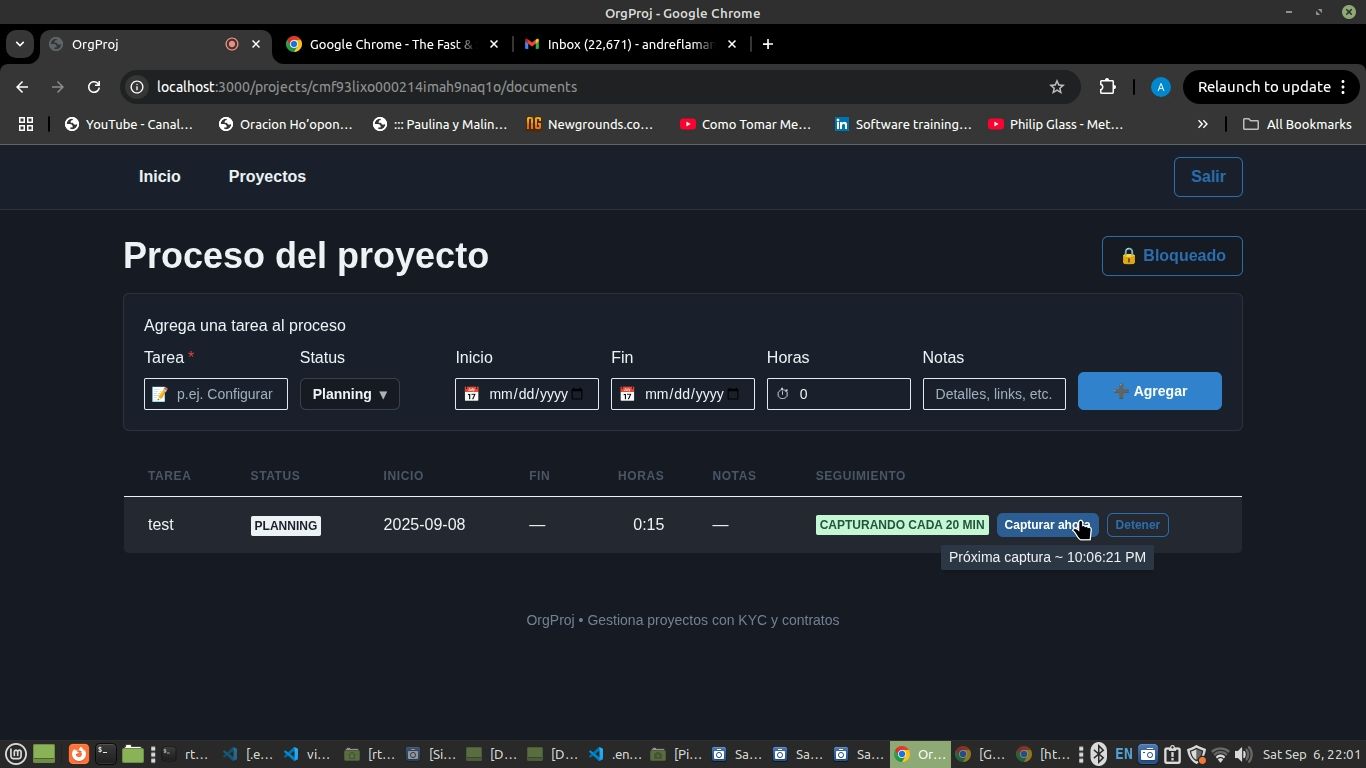 OrgProj - Google Chrome
OrgProj
Google Chrome - The Fast &
Inbox (22,671) - andreflamar
localhost:3000/projects/cmf93lixo000214imah9naq1o/documents
A
Relaunch to update
YouTube - Canal...
Oracion Ho'opon...
::: Paulina y Malin...
NG Newgrounds.co...
Como Tomar Me...
in Software training...
Philip Glass - Met...
All Bookmarks
Inicio
Proyectos
Salir
Proceso del proyecto
🔒 Bloqueado
Agrega una tarea al proceso
Tarea * Status Inicio Fin Horas Notas
p.ej. Configurar Planning ▾ mm/dd/yyyy mm/dd/yyyy 0 Detalles, links, etc. ➕ Agregar
TAREA STATUS INICIO FIN HORAS NOTAS SEGUIMIENTO
test PLANNING 2025-09-08 — 0:15 — CAPTURANDO CADA 20 MIN Capturar ahora Detener
Próxima captura ~ 10:06:21 PM
OrgProj • Gestiona proyectos con KYC y contratos
rt... [.e... vi... [rt... [Si... [D... [D... .en... [Pi... Sa... Sa... Sa... Or... [G... [ht... EN Sat Sep 6, 22:01